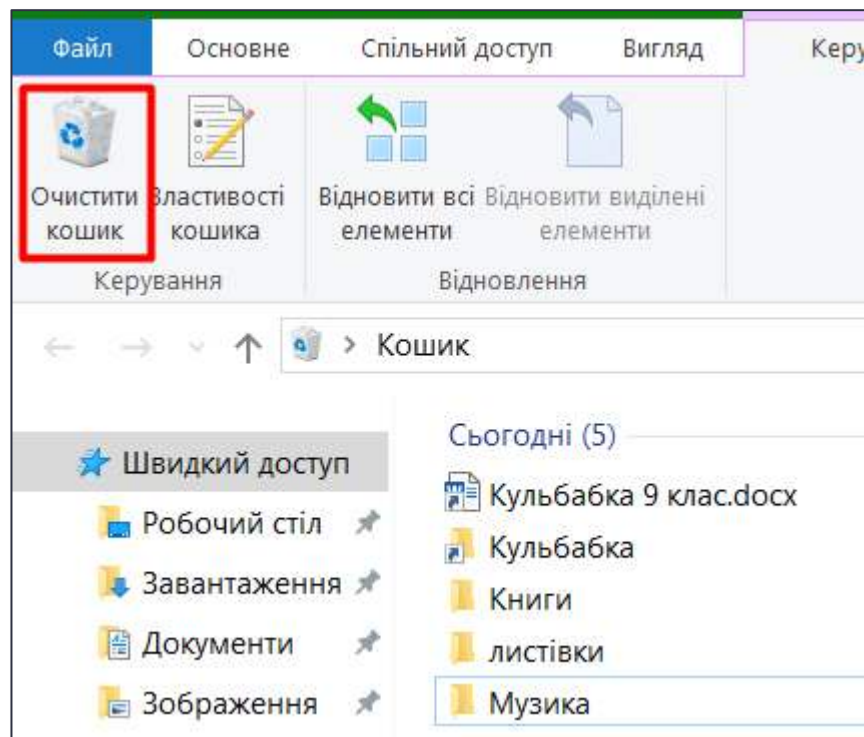 Файл Основне Спільний доступ Вигляд Керу
Очистити кошик
Властивості кошика
Відновити всі елементи
Відновити виділені елементи
Керування Відновлення
Кошик
Швидкий доступ
Робочий стіл
Завантаження
Документи
Зображення
Сьогодні (5)
Кульбабка 9 клас.docx
Кульбабка
Книги
листівки
Музика